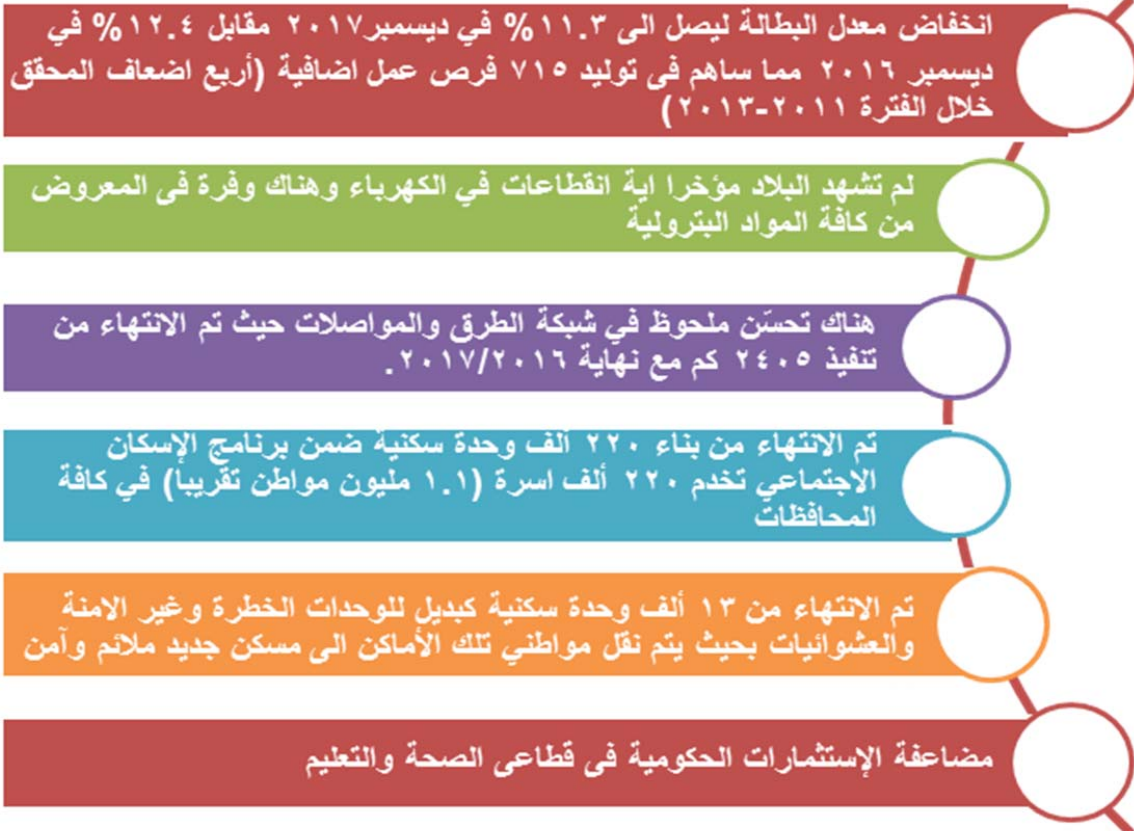 انخفاض معدل البطالة ليصل الى ١١.٣% في ديسمبر٢٠١٧ مقابل ١٢.٤% في
ديسمبر ٢٠١٦ مما ساهم فى توليد ٧١٥ فرص عمل اضافية (أربع اضعاف المحقق
خلال الفترة ٢٠١١-٢٠١٣)
لم تشهد البلاد مؤخرا اية انقطاعات في الكهرباء وهناك وفرة فى المعروض
من كافة المواد البترولية
هناك تحسّن ملحوظ في شبكة الطرق والمواصلات حيث تم الانتهاء من
تنفيذ ٢٤٠٥ كم مع نهاية ٢٠١٧/٢٠١٦.
تم الانتهاء من بناء ٢٢٠ ألف وحدة سكنية ضمن برنامج الإسكان
الاجتماعي تخدم ٢٢٠ ألف اسرة (١.١ مليون مواطن تقريبا) في كافة
المحافظات
تم الانتهاء من ١٣ ألف وحدة سكنية كبديل للوحدات الخطرة وغير الامنة
والعشوائيات بحيث يتم نقل مواطني تلك الأماكن الى مسكن جديد ملائم وآمن
مضاعفة الإستثمارات الحكومية فى قطاعى الصحة والتعليم